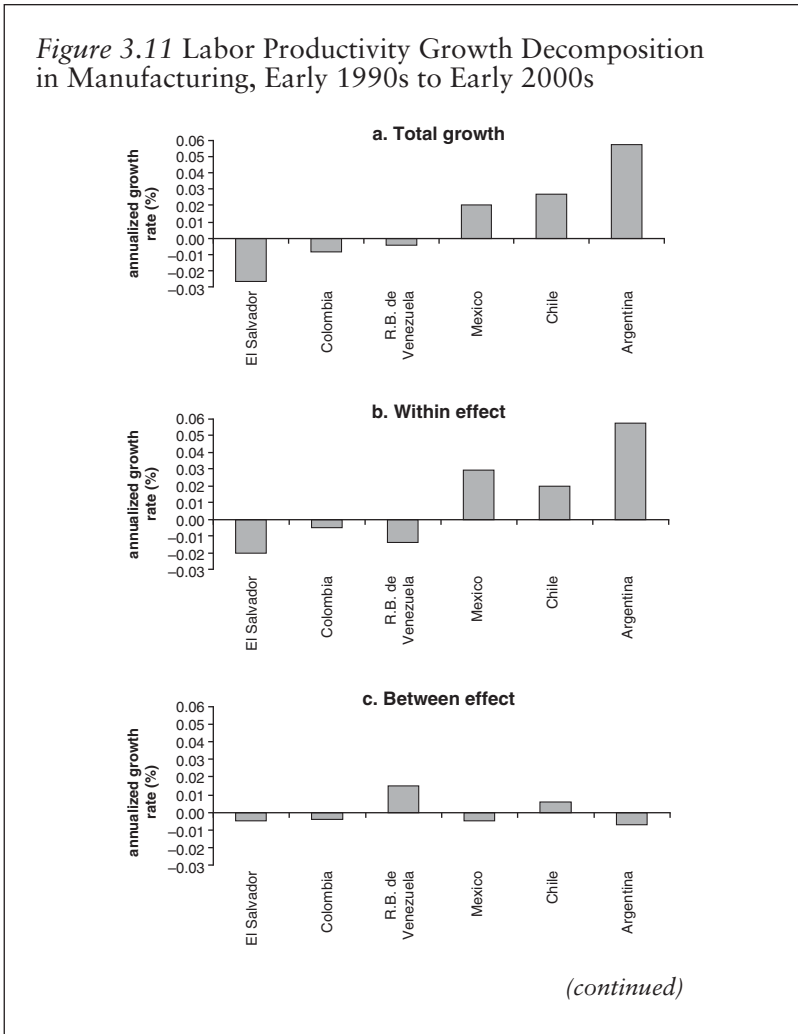 Figure 3.11 Labor Productivity Growth Decomposition
in Manufacturing, Early 1990s to Early 2000s
a. Total growth
annualized growth
rate (%)
0.06
0.05
0.04
0.03
0.02
0.01
0.00
–0.01
–0.02
–0.03
El Salvador
Colombia
R.B. de
Venezuela
Mexico
Chile
Argentina
b. Within effect
annualized growth
rate (%)
0.06
0.05
0.04
0.03
0.02
0.01
0.00
–0.01
–0.02
–0.03
El Salvador
Colombia
R.B. de
Venezuela
Mexico
Chile
Argentina
c. Between effect
annualized growth
rate (%)
0.06
0.05
0.04
0.03
0.02
0.01
0.00
–0.01
–0.02
–0.03
El Salvador
Colombia
R.B. de
Venezuela
Mexico
Chile
Argentina
(continued)